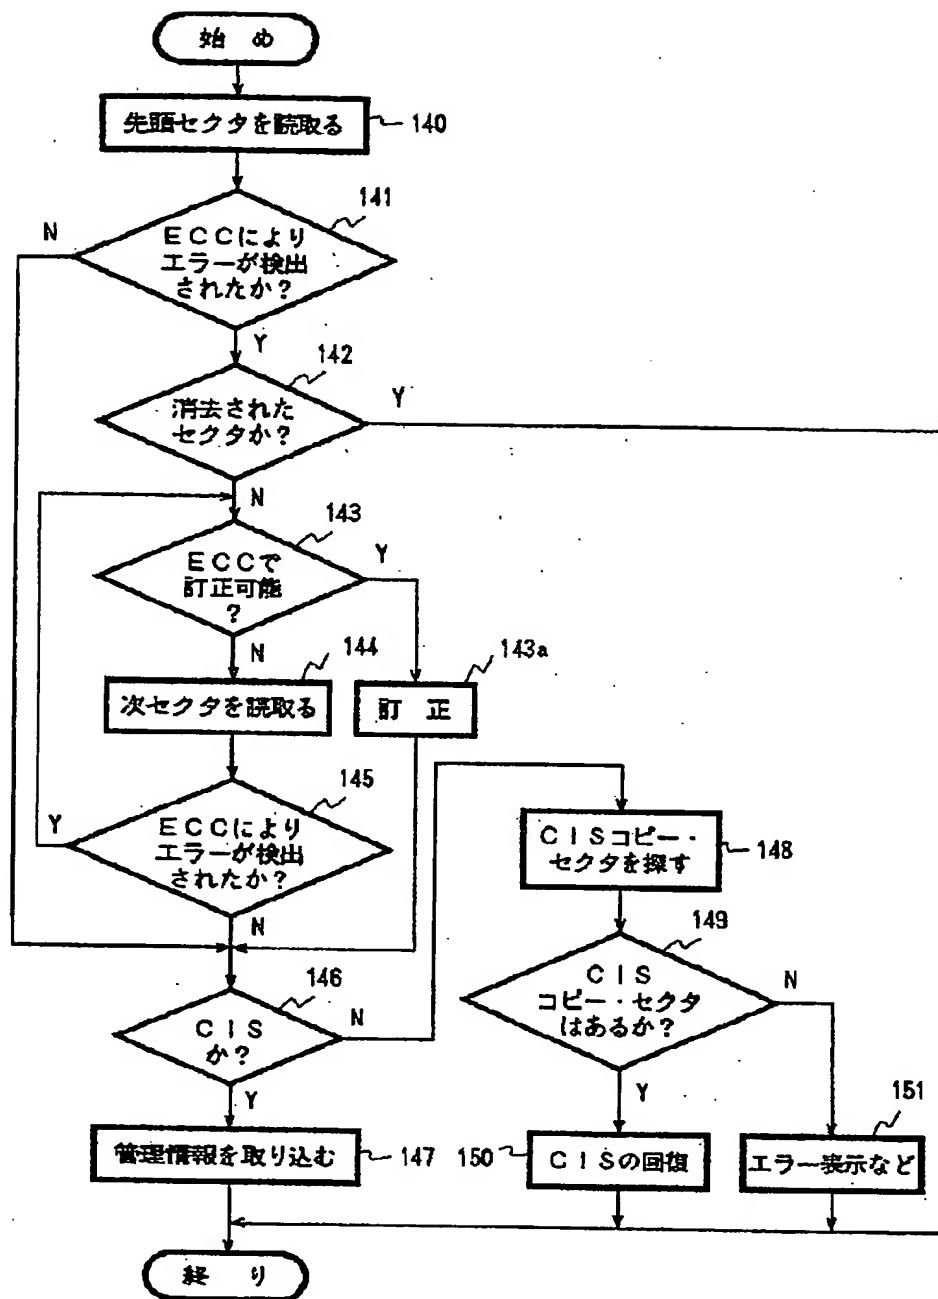 始 め
先頭セクタを読取る
140
141
N
ECCにより
エラーが検出
されたか?
Y
142
消去された
セクタか?
Y
N
143
ECCで
訂正可能
?
Y
N
144
143a
次セクタを読取る
訂 正
145
Y
ECCにより
エラーが検出
されたか?
N
CISコピー・
セクタを探す
148
149
146
CIS
コピー・セクタ
はあるか?
N
CIS
か?
N
Y
Y
151
管理情報を取り込む
147
150
CISの回復
エラー表示など
終 り